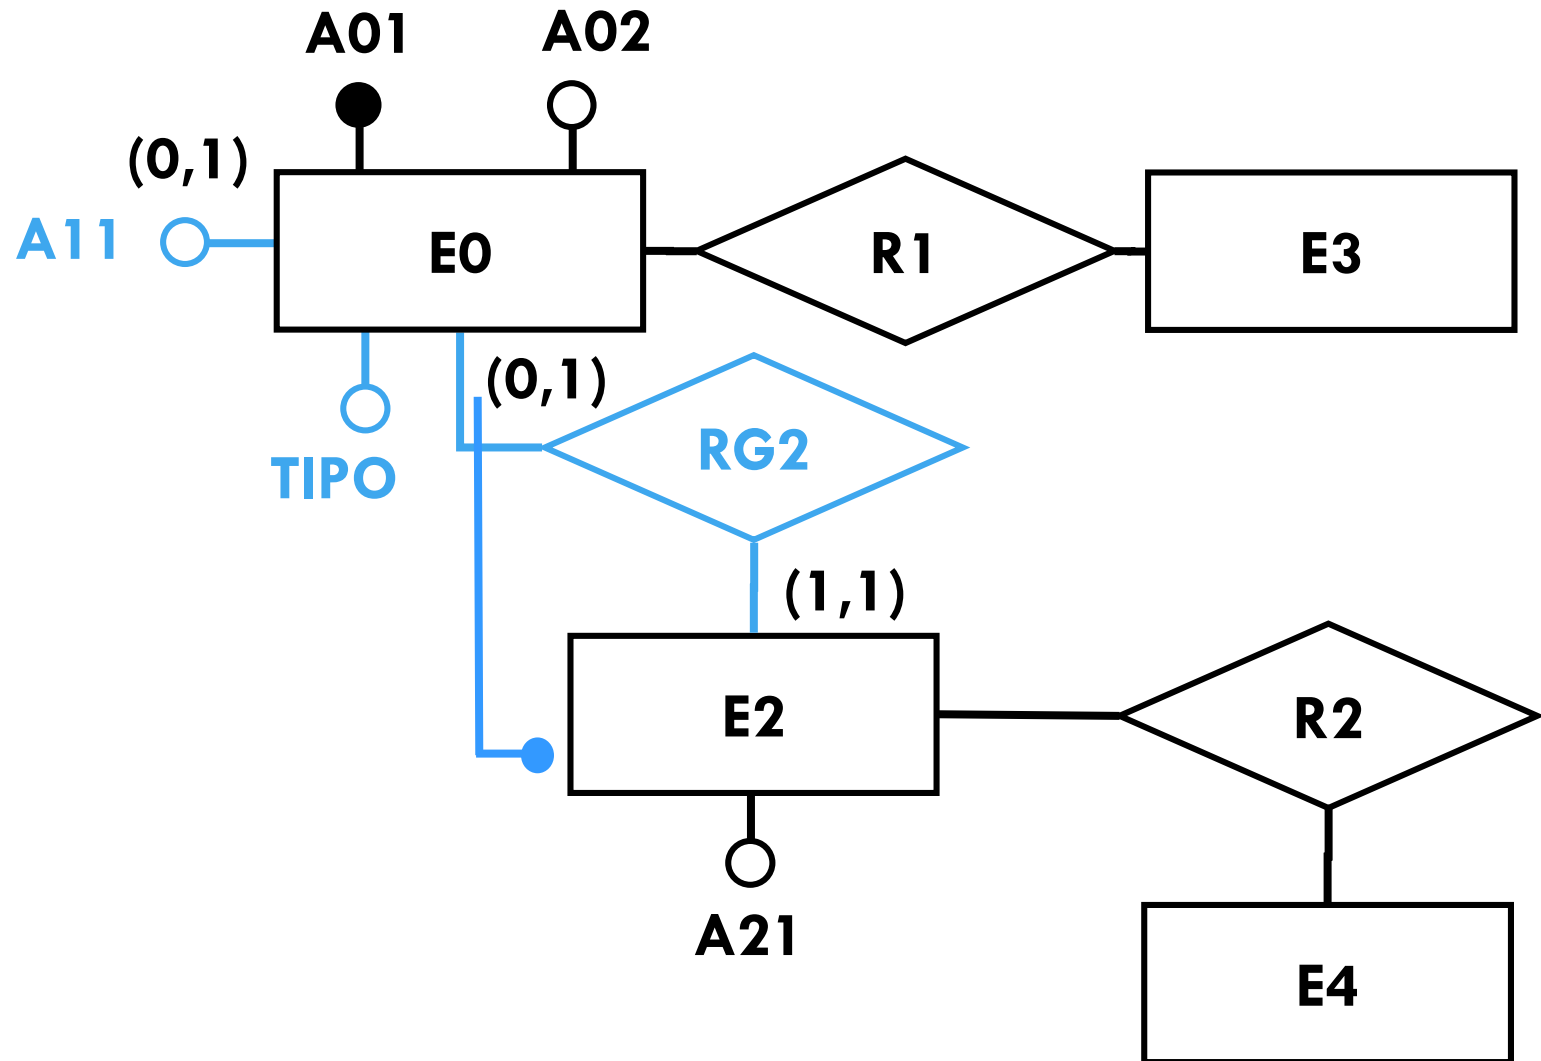 A01
A02
(0,1)
A11
E0
R1
E3
(0,1)
TIPO
RG2
(1,1)
E2
R2
A21
E4